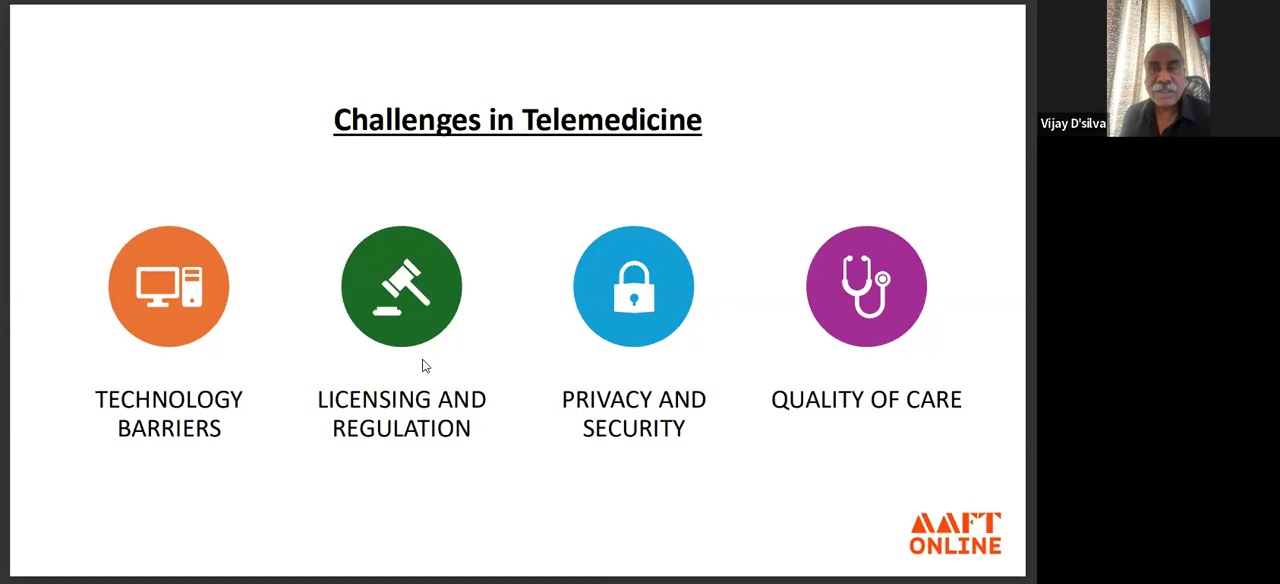 Challenges in Telemedicine
Vijay D'silva
TECHNOLOGY
BARRIERS
LICENSING AND
REGULATION
PRIVACY AND
SECURITY
QUALITY OF CARE
AAFT
ONLINE